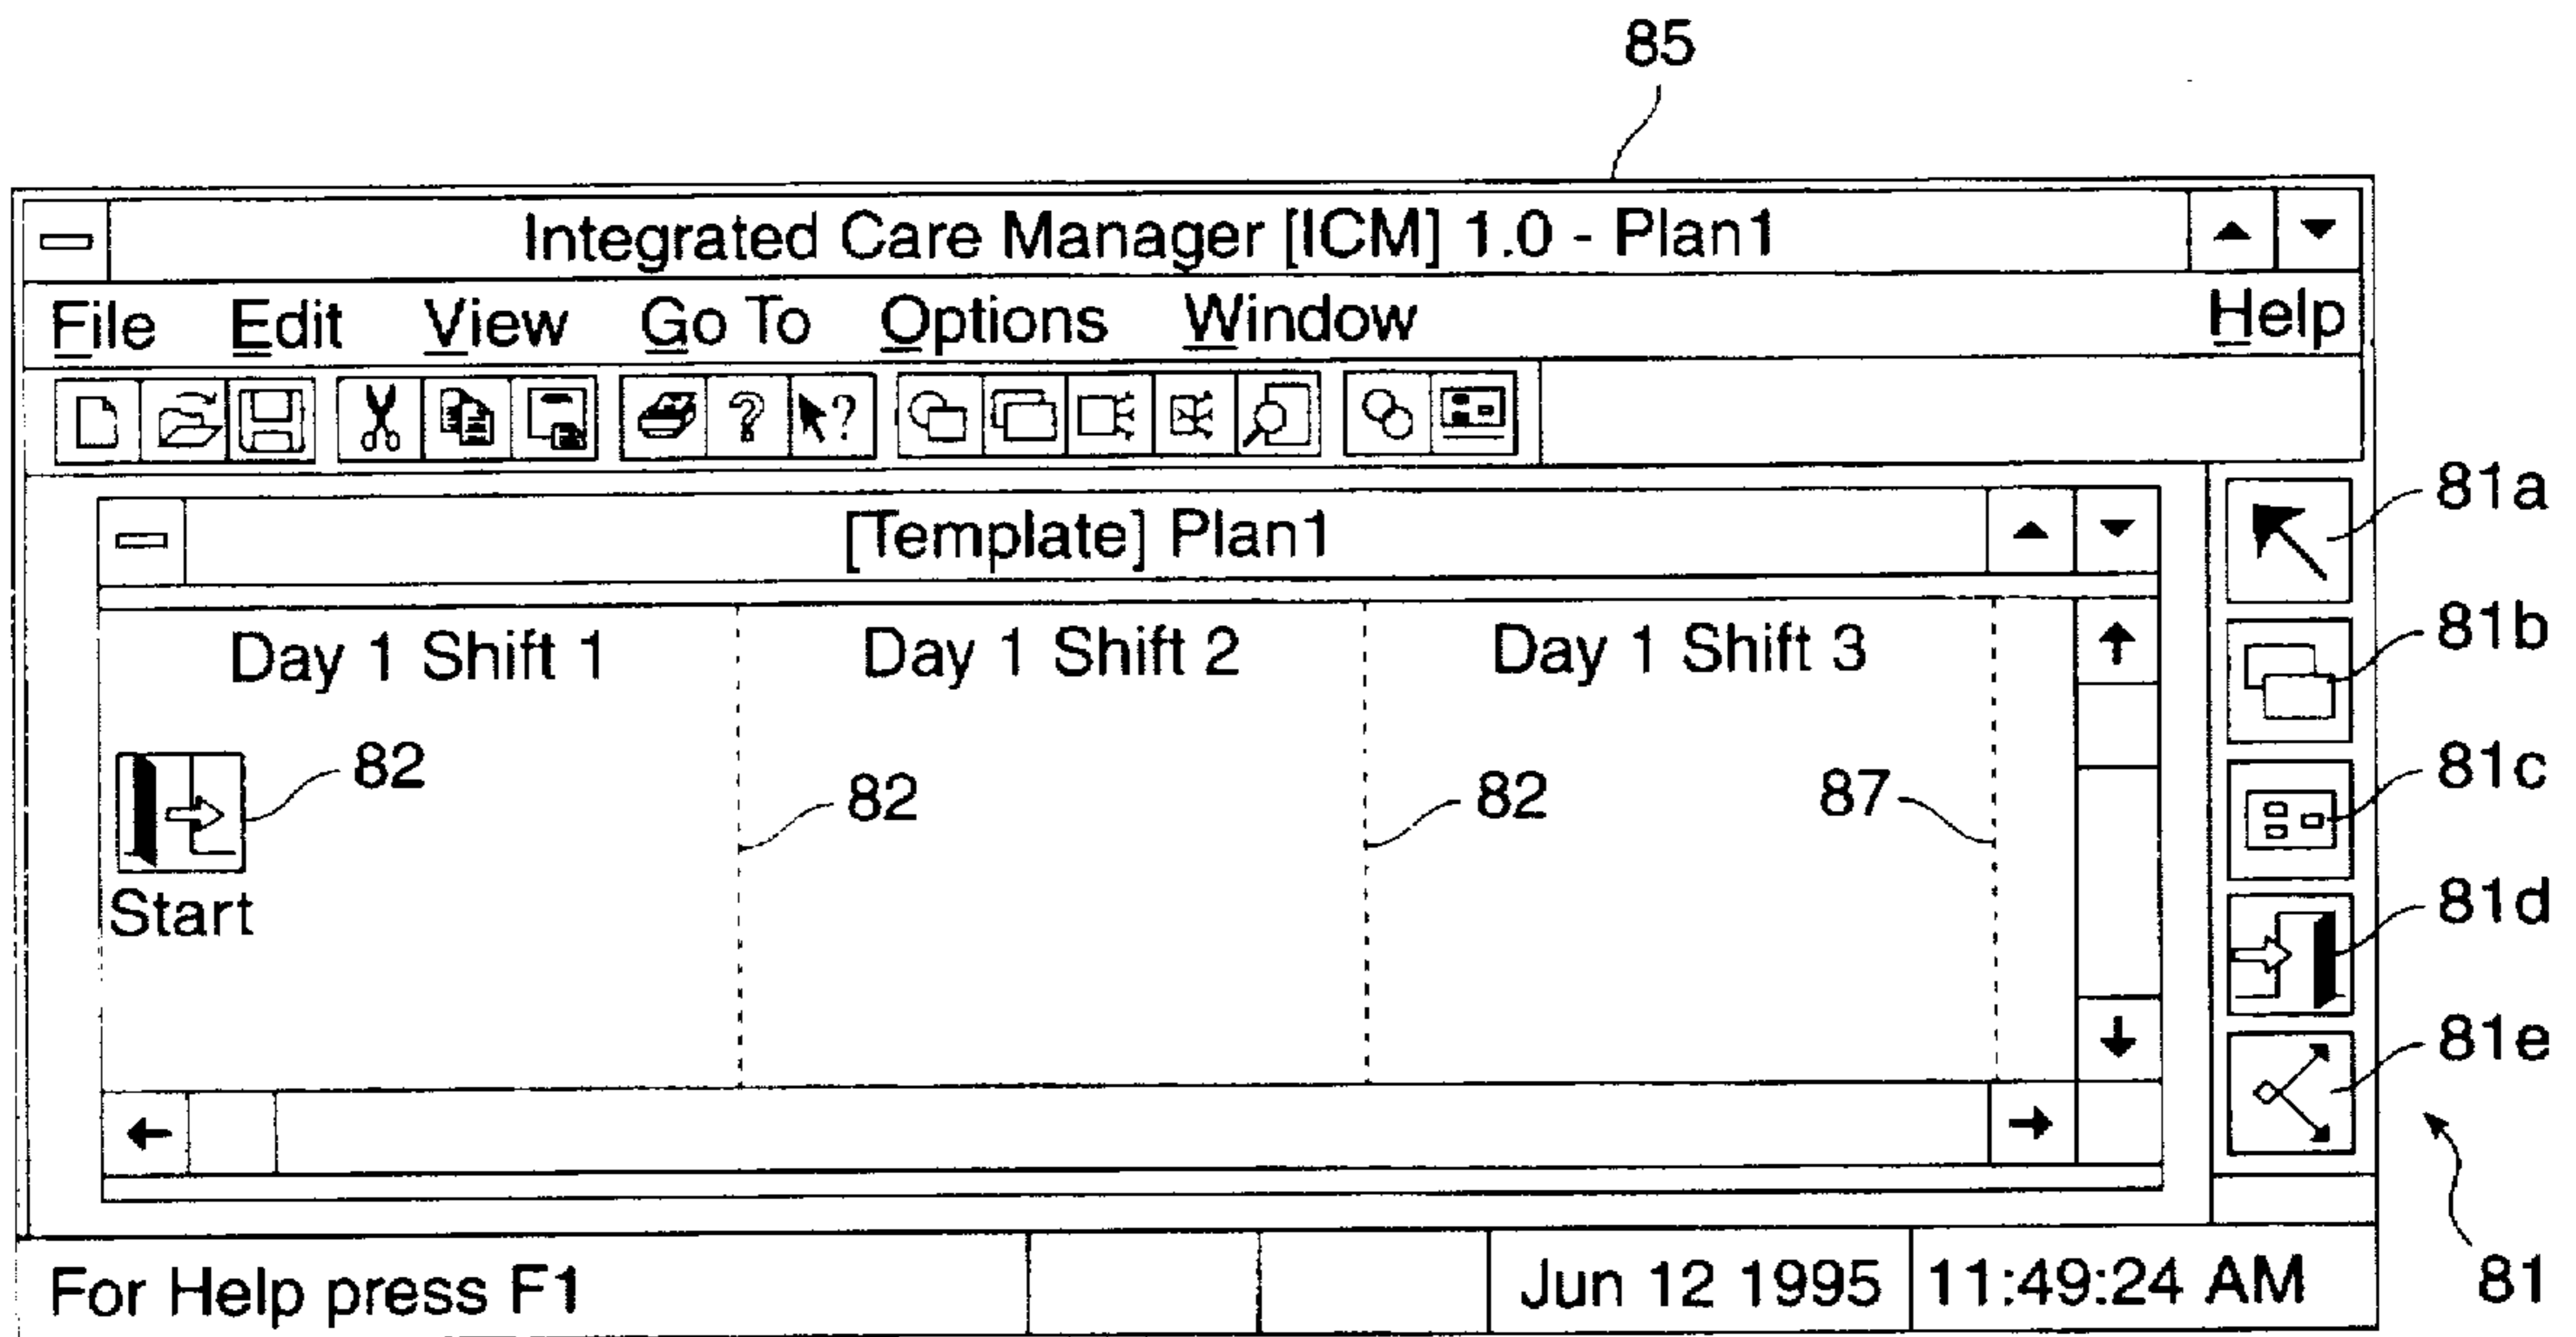 85
Integrated Care Manager [ICM] 1.0 - Plan1
File Edit View Go To Options Window Help
? ?
[Template] Plan1
Day 1 Shift 1 Day 1 Shift 2 Day 1 Shift 3
82 82 82 87
Start
81a
81b
81c
81d
81e
81
For Help press F1 Jun 12 1995 11:49:24 AM